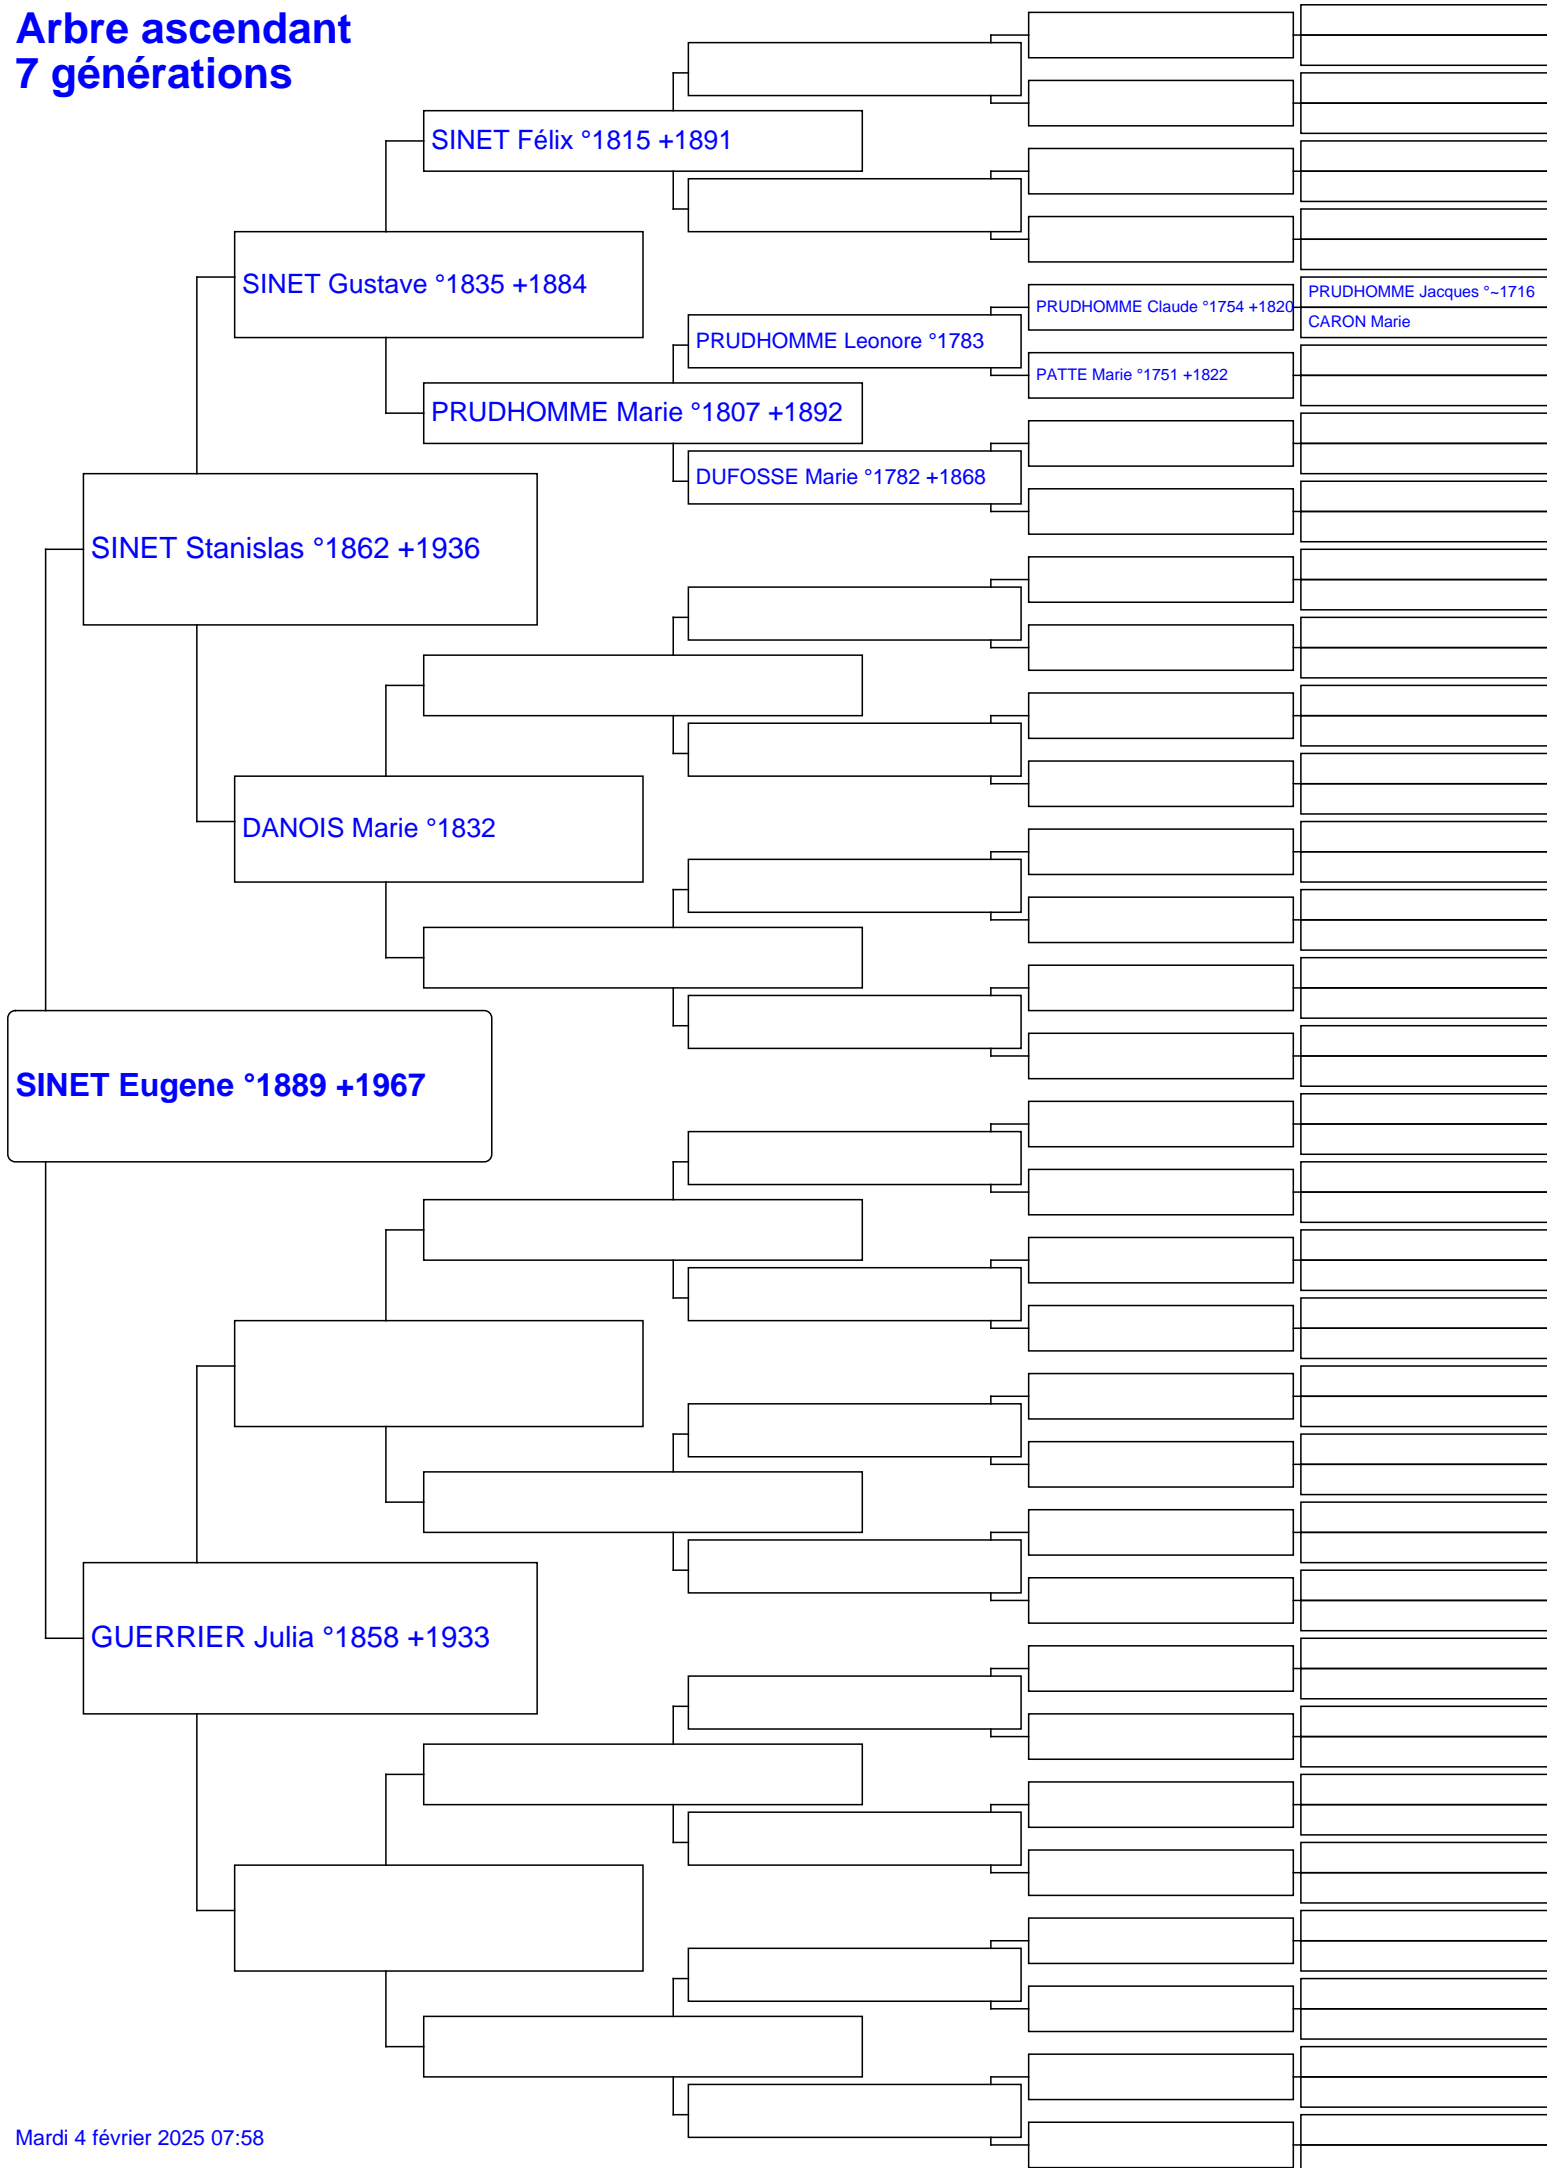 Arbre ascendant
7 générations
SINET Félix °1815 +1891
SINET Gustave °1835 +1884
PRUDHOMME Jacques °~1716
PRUDHOMME Claude °1754 +1820
CARON Marie
PRUDHOMME Leonore °1783
PATTE Marie °1751 +1822
PRUDHOMME Marie °1807 +1892
DUFOSSE Marie °1782 +1868
SINET Stanislas °1862 +1936
DANOIS Marie °1832
SINET Eugene °1889 +1967
GUERRIER Julia °1858 +1933
Mardi 4 février 2025 07:58